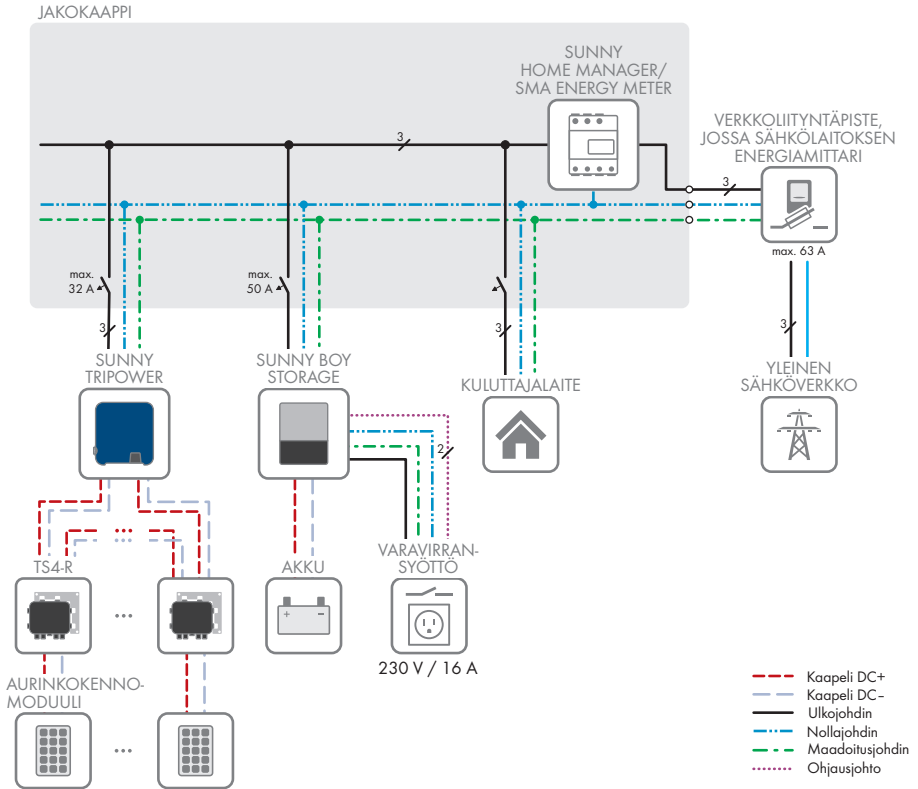 JAKOKAAPPI
SUNNY
HOME MANAGER/
SMA ENERGY METER
VERKKOLIITYNTÄPISTE,
JOSSA SÄHKÖLAITOKSEN
ENERGIAMITTARI
3
3
max. 63 A
max.
32 A
max.
50 A
3
3
3
SUNNY
TRIPOWER
SUNNY BOY
STORAGE
KULUTTAJALAITE
YLEINEN
SÄHKÖVERKKO
2
TS4-R
AKKU
VARAVIRRAN-
SYÖTTÖ
+ −
230 V / 16 A
AURINKOKENNO-
MODUULI
Kaapeli DC+
Kaapeli DC−
Ulkojohdin
Nollajohdin
Maadoitusjohdin
Ohjausjohto